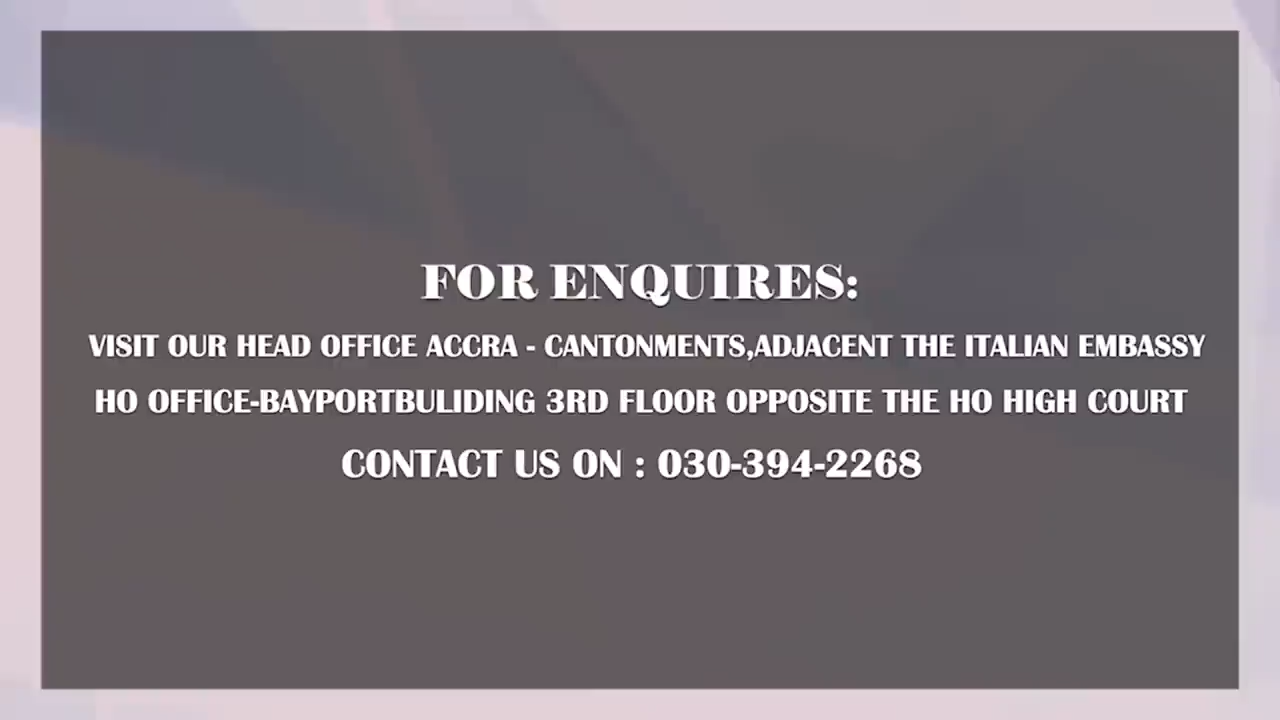 FOR ENQUIRES:
VISIT OUR HEAD OFFICE ACCRA - CANTONMENTS,ADJACENT THE ITALIAN EMBASSY
HO OFFICE-BAYPORTBULIDING 3RD FLOOR OPPOSITE THE HO HIGH COURT
CONTACT US ON : 030-394-2268